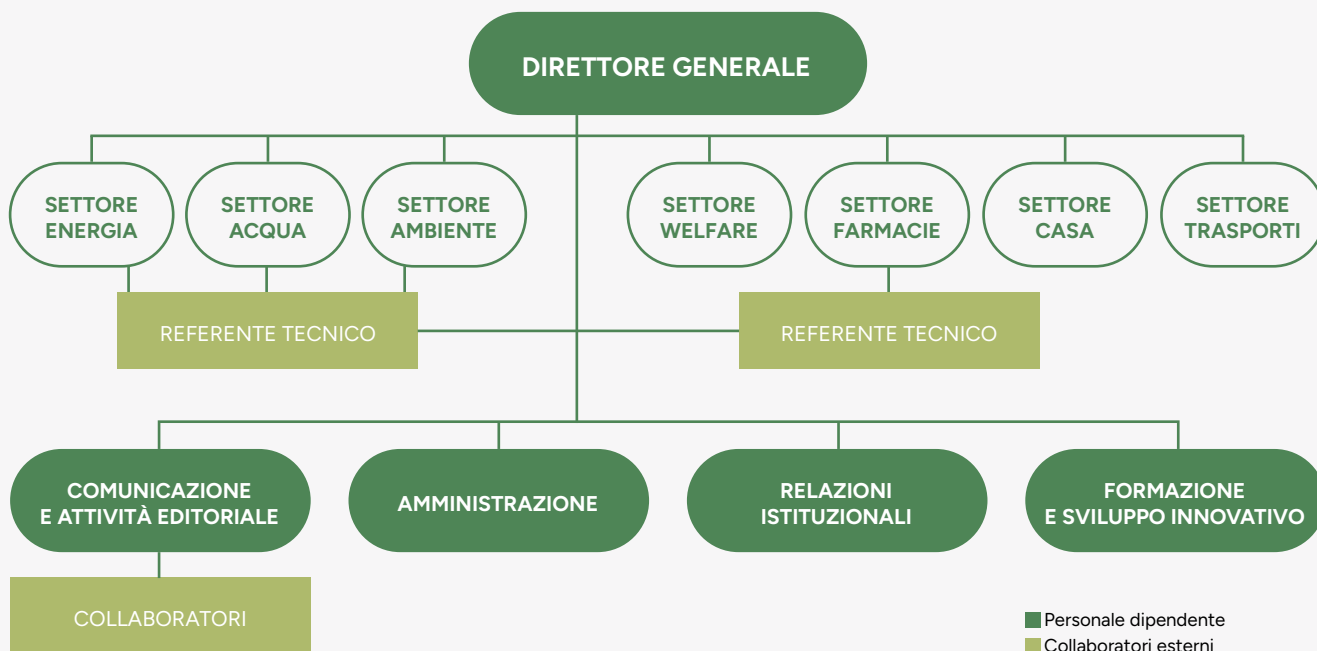 DIRETTORE GENERALE
SETTORE
ENERGIA
SETTORE
ACQUA
SETTORE
AMBIENTE
SETTORE
WELFARE
SETTORE
FARMACIE
SETTORE
CASA
SETTORE
TRASPORTI
REFERENTE TECNICO
REFERENTE TECNICO
COMUNICAZIONE
E ATTIVITÀ EDITORIALE
AMMINISTRAZIONE
RELAZIONI
ISTITUZIONALI
FORMAZIONE
E SVILUPPO INNOVATIVO
COLLABORATORI
Personale dipendente
Collaboratori esterni